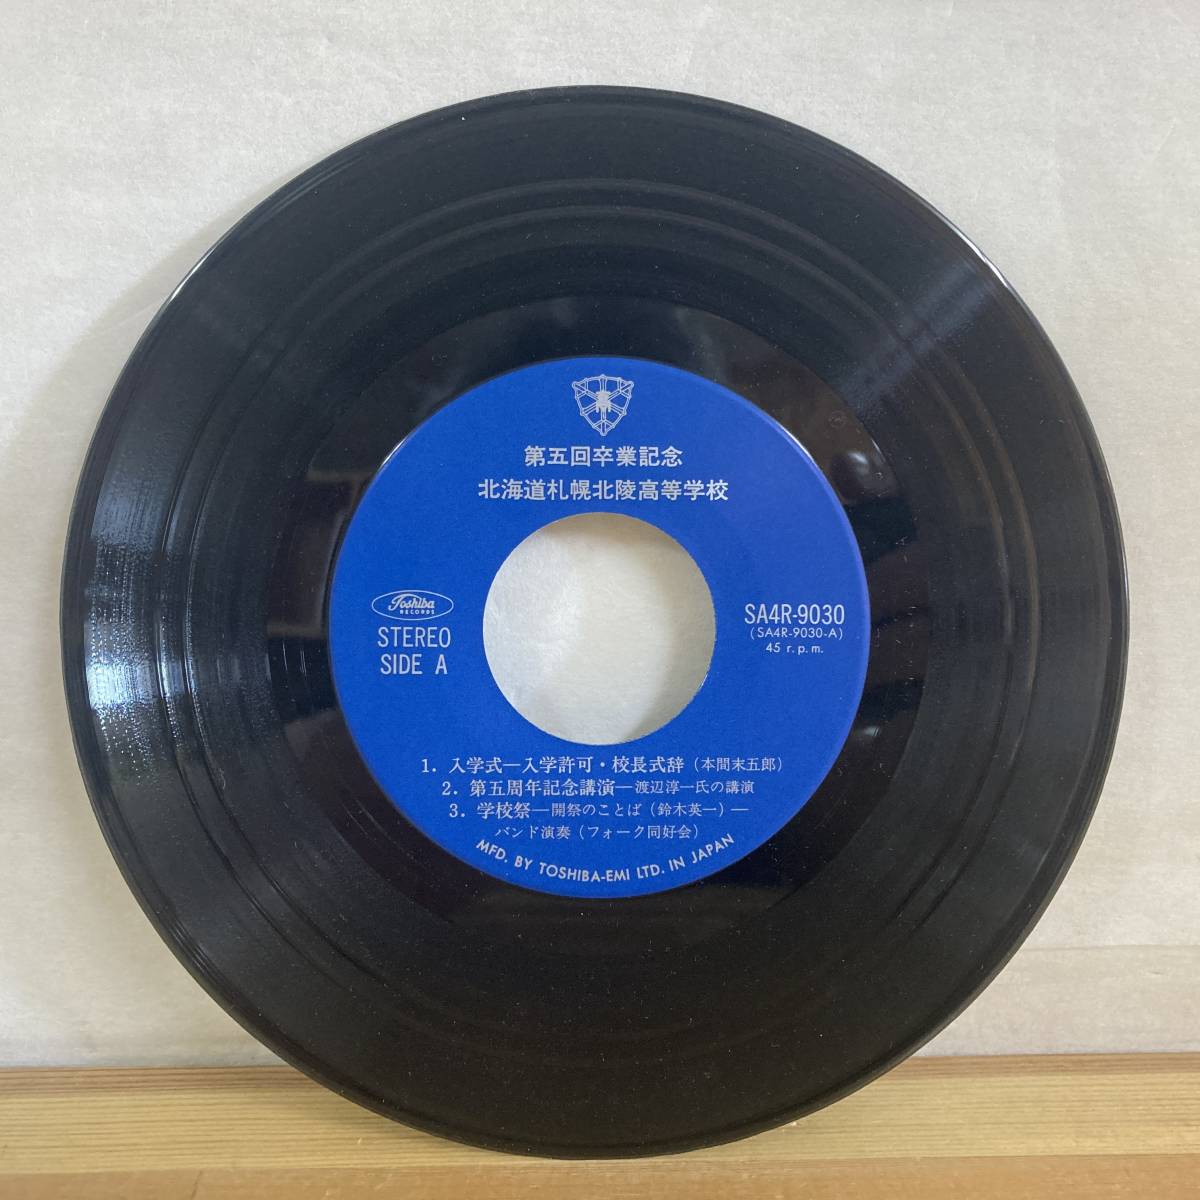 第五回卒業記念
北海道札幌北陵高等学校
Toshiba
RECORDS
STEREO
SIDE A
SA4R-9030
(SA4R-9030-A)
45 r.p.m.
1. 入学式―入学許可・校長式辞（本間末五郎）
2. 第五周年記念講演―渡辺淳一氏の講演
3. 学校祭―開祭のことば（鈴木英一）―
バンド演奏（フォーク同好会）
MFD. BY TOSHIBA-EMI LTD. IN JAPAN